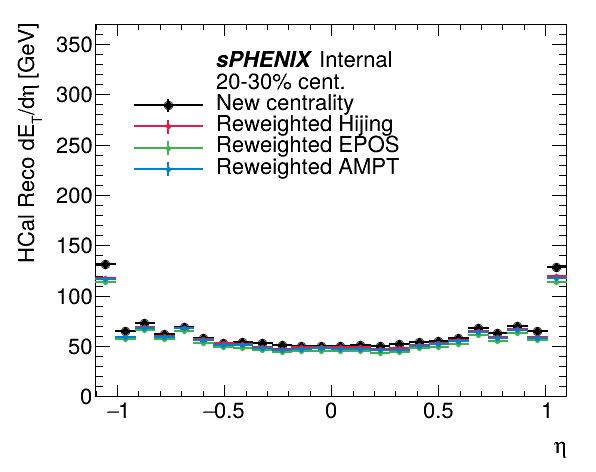 HCal Reco dE_T/dη [GeV]
350
300
250
200
150
100
50
0
sPHENIX Internal
20-30% cent.
New centrality
Reweighted Hijing
Reweighted EPOS
Reweighted AMPT
−1
−0.5
0
0.5
1
η